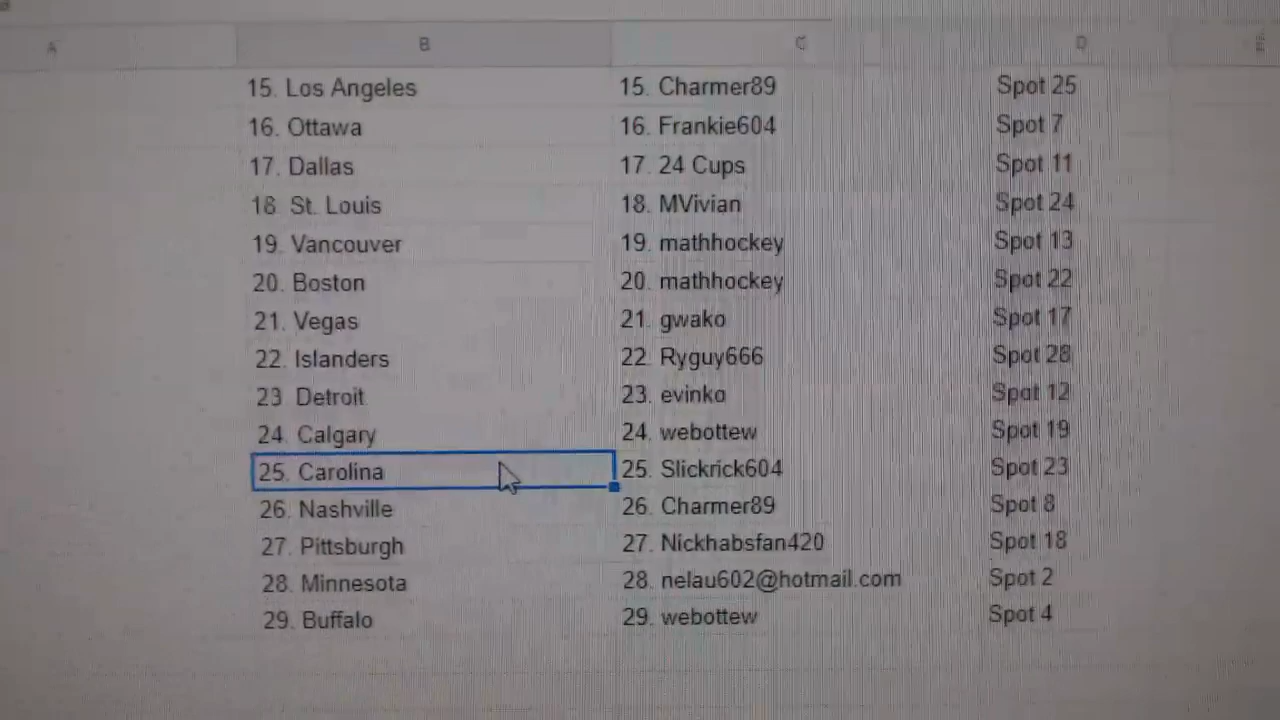 A B C D
15. Los Angeles 15. Charmer89 Spot 25
16. Ottawa 16. Frankie604 Spot 7
17. Dallas 17. 24 Cups Spot 11
18. St. Louis 18. MVivian Spot 24
19. Vancouver 19. mathhockey Spot 13
20. Boston 20. mathhockey Spot 22
21. Vegas 21. gwako Spot 17
22. Islanders 22. Ryguy666 Spot 28
23. Detroit 23. evinko Spot 12
24. Calgary 24. webottew Spot 19
25. Carolina 25. Slickrick604 Spot 23
26. Nashville 26. Charmer89 Spot 8
27. Pittsburgh 27. Nickhabsfan420 Spot 18
28. Minnesota 28. nelau602@hotmail.com Spot 2
29. Buffalo 29. webottew Spot 4